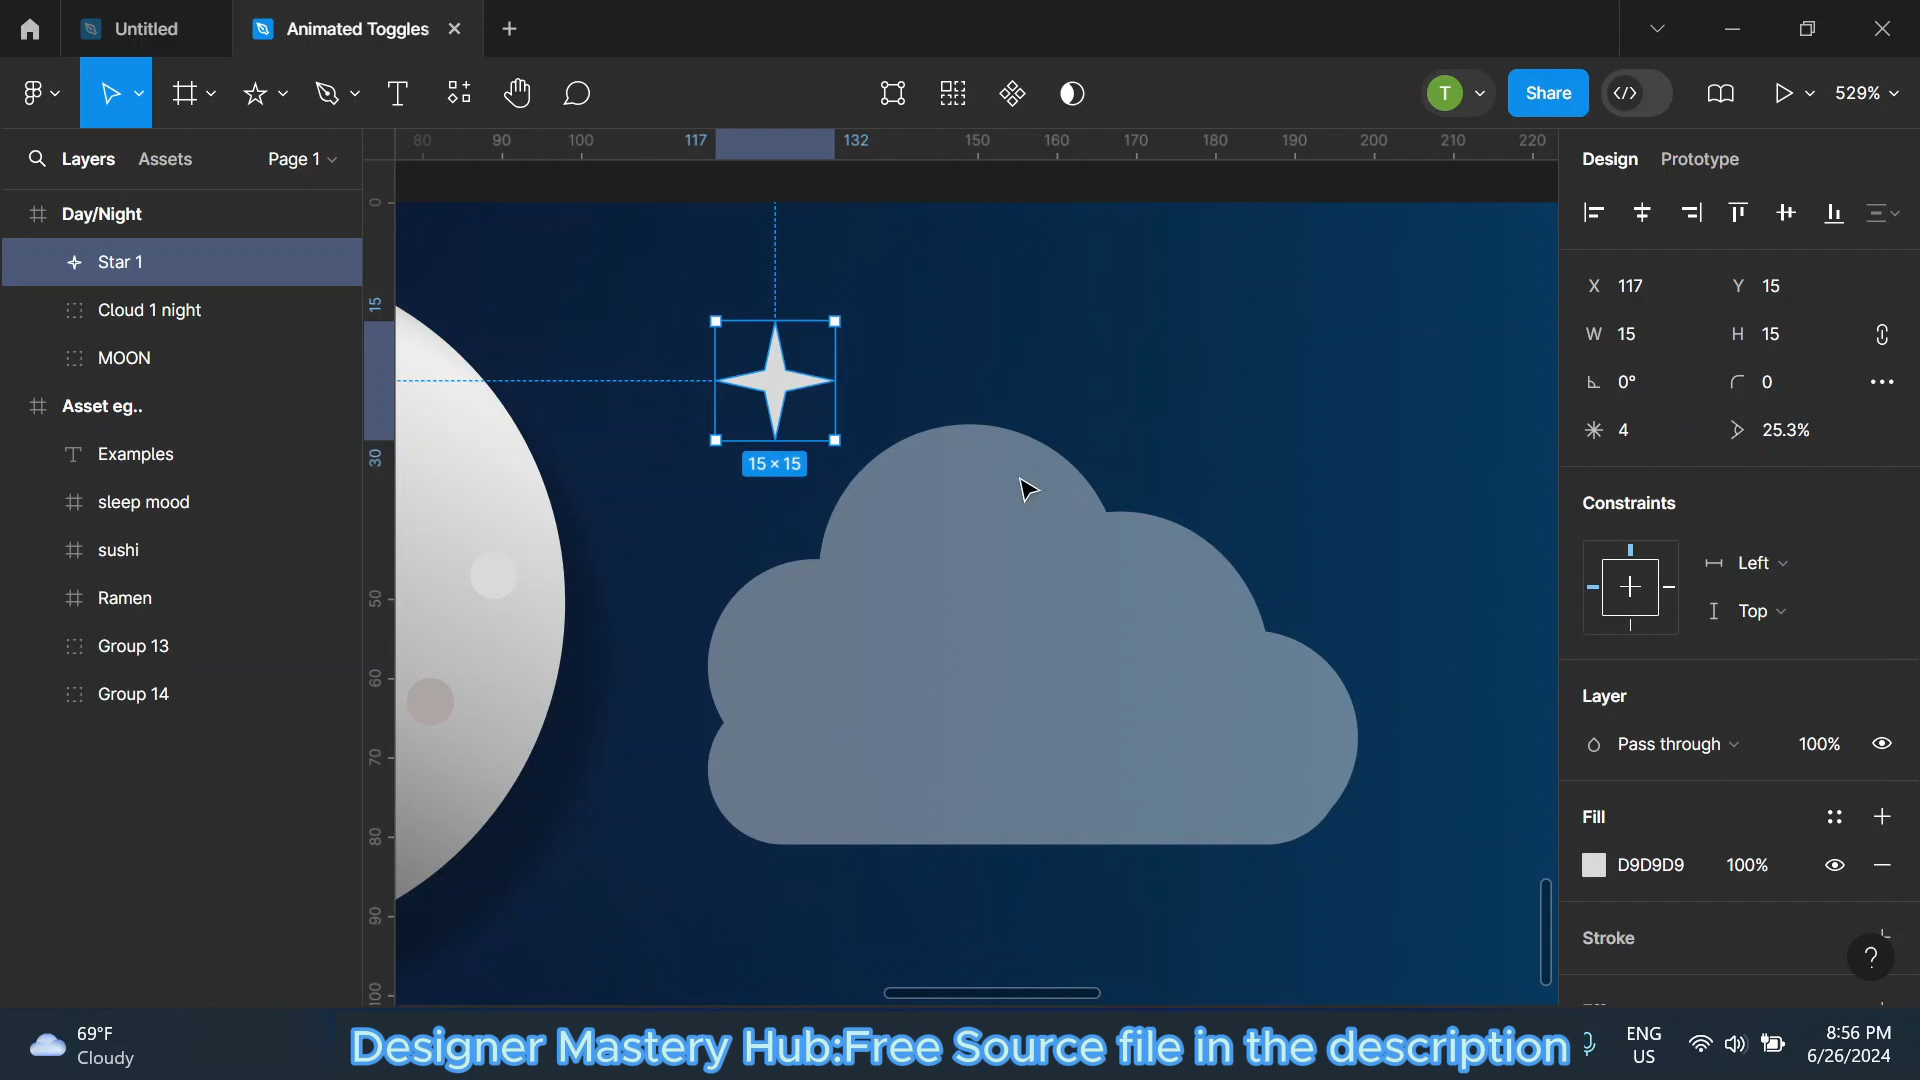 Untitled
Animated Toggles
T
Share
529%
Layers
Assets
Page 1
Day/Night
Star 1
Cloud 1 night
MOON
Asset eg..
Examples
sleep mood
sushi
Ramen
Group 13
Group 14
80 90 100 117 132 150 160 170 180 190 200 210 220
0
15
30
50
60
70
80
90
100
15 × 15
Design
Prototype
X 117 Y 15
W 15 H 15
0° 0
4 25.3%
Constraints
Left
Top
Layer
Pass through 100%
Fill
D9D9D9 100%
Stroke
?
69°F
Cloudy
Designer Mastery Hub:Free Source file in the description
ENG
US
8:56 PM
6/26/2024